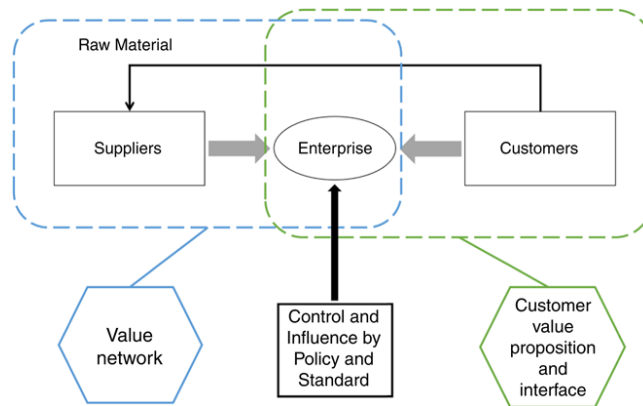 Raw Material
Suppliers
Enterprise
Customers
Value
network
Control and
Influence by
Policy and
Standard
Customer
value
proposition
and
interface